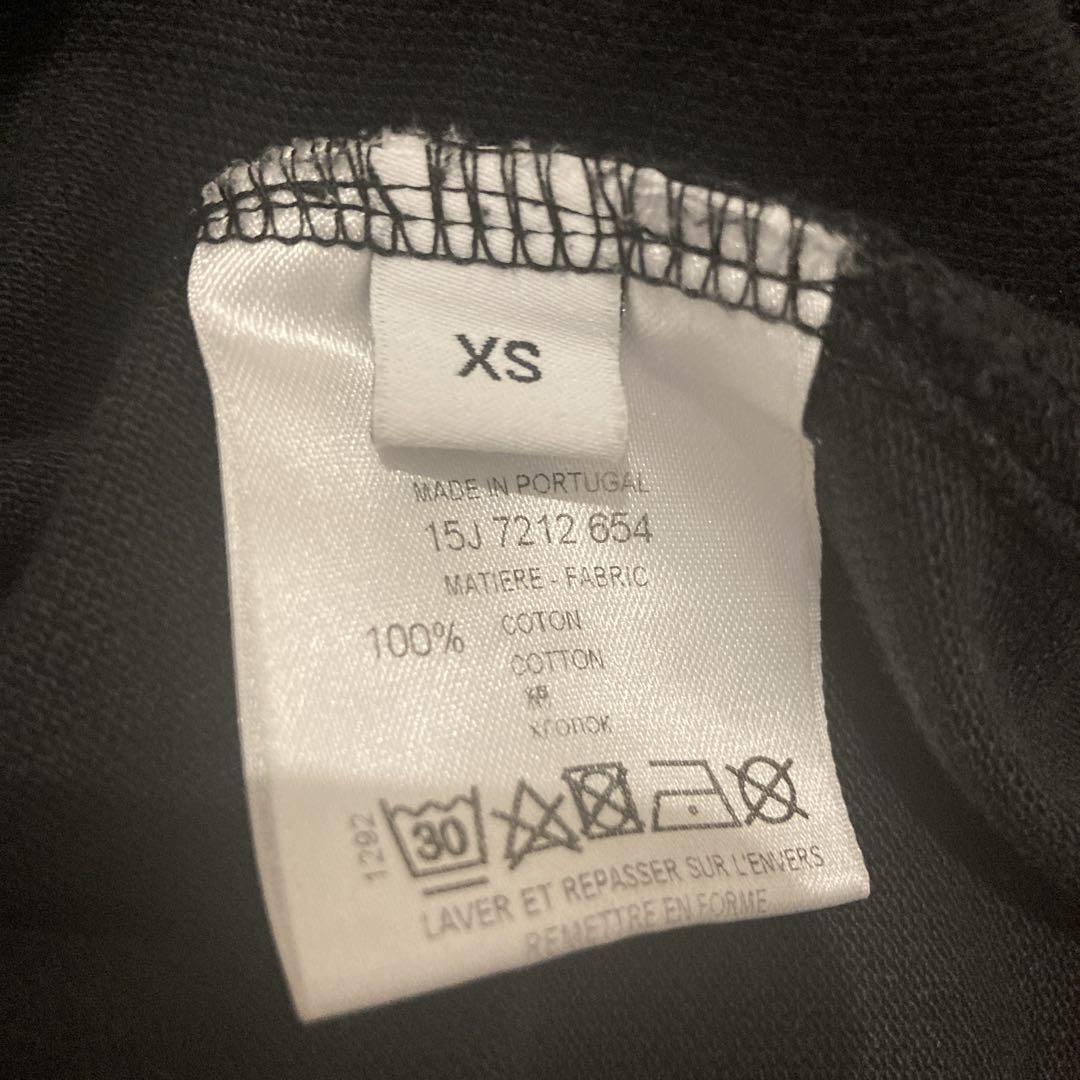 XS
MADE IN PORTUGAL
15J 7212 654
MATIERE - FABRIC
100% COTON
COTTON
棉
ХЛОПОК
1292
30
LAVER ET REPASSER SUR L'ENVERS
REMETTRE EN FORME